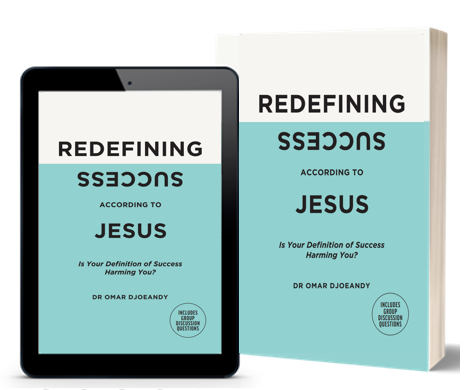 REDEFINING
SUCCESS
ACCORDING TO
JESUS
Is Your Definition of Success
Harming You?
DR OMAR DJOEANDY
INCLUDES
GROUP
DISCUSSION
QUESTIONS
REDEFINING
SUCCESS
ACCORDING TO
JESUS
Is Your Definition of Success
Harming You?
DR OMAR DJOEANDY
INCLUDES
GROUP
DISCUSSION
QUESTIONS